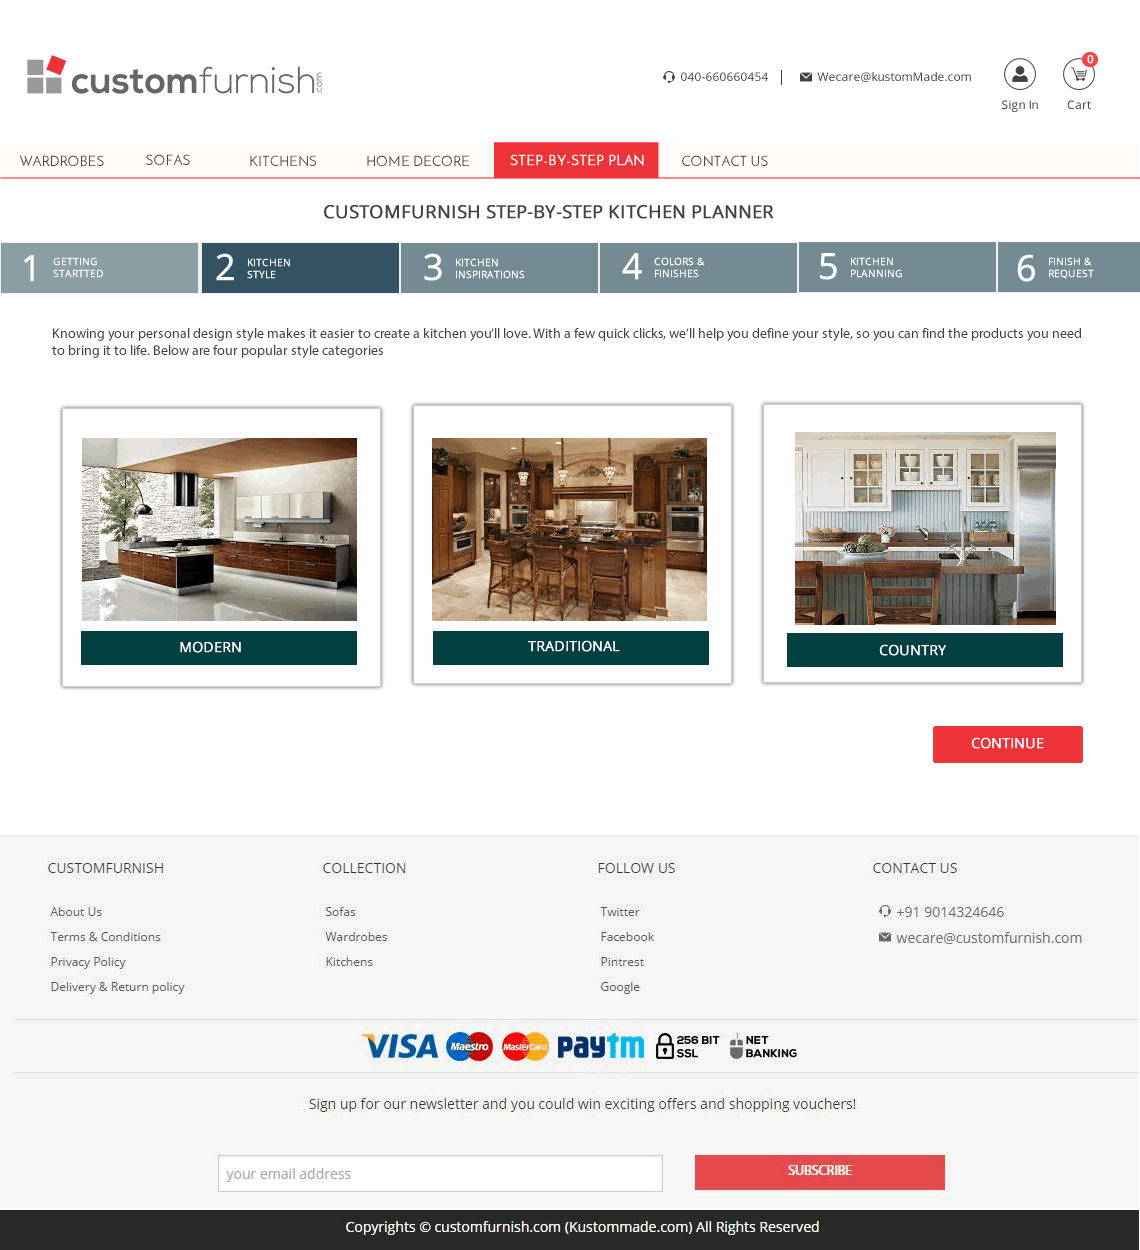 customfurnish.com
040-660660454
Wecare@kustomMade.com
0
Sign In
Cart
WARDROBES
SOFAS
KITCHENS
HOME DECORE
STEP-BY-STEP PLAN
CONTACT US
CUSTOMFURNISH STEP-BY-STEP KITCHEN PLANNER
1 GETTING
STARTTED
2 KITCHEN
STYLE
3 KITCHEN
INSPIRATIONS
4 COLORS &
FINISHES
5 KITCHEN
PLANNING
6 FINISH &
REQUEST
Knowing your personal design style makes it easier to create a kitchen you’ll love. With a few quick clicks, we’ll help you define your style, so you can find the products you need
to bring it to life. Below are four popular style categories
MODERN
TRADITIONAL
COUNTRY
CONTINUE
CUSTOMFURNISH
About Us
Terms & Conditions
Privacy Policy
Delivery & Return policy
COLLECTION
Sofas
Wardrobes
Kitchens
FOLLOW US
Twitter
Facebook
Pintrest
Google
CONTACT US
+91 9014324646
wecare@customfurnish.com
VISA
Maestro
MasterCard
paytm
256 BIT
SSL
NET
BANKING
Sign up for our newsletter and you could win exciting offers and shopping vouchers!
your email address
SUBSCRIBE
Copyrights © customfurnish.com (Kustommade.com) All Rights Reserved